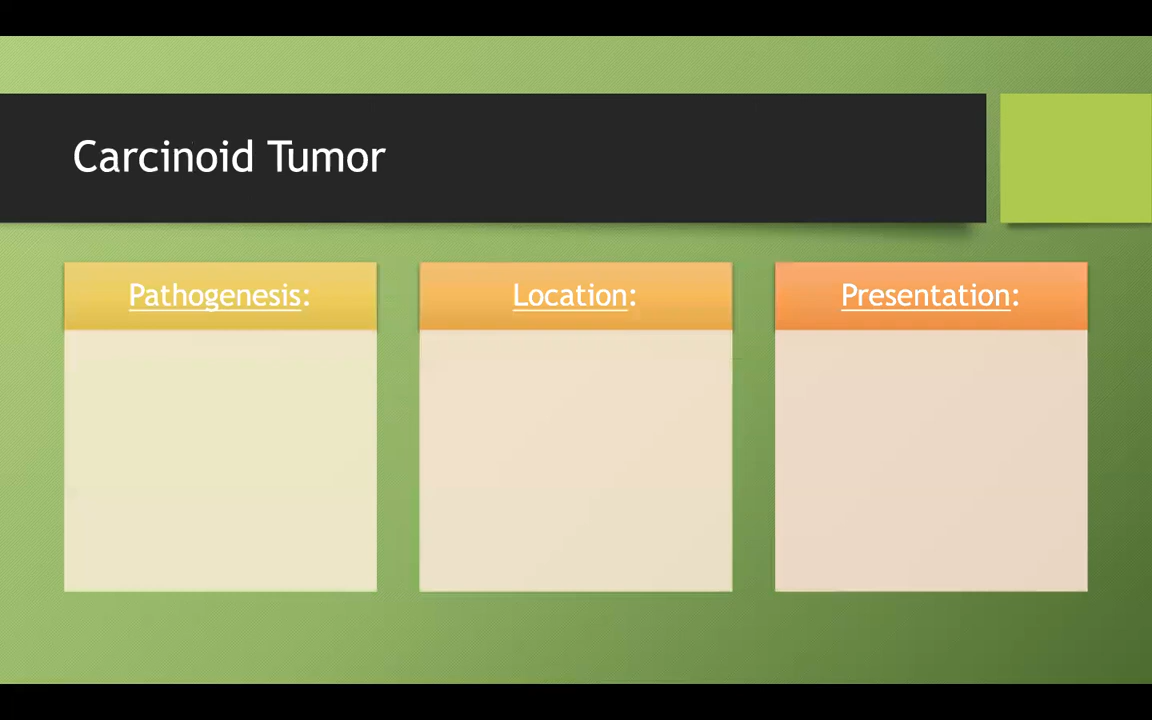 Carcinoid Tumor
Pathogenesis:
Location:
Presentation: